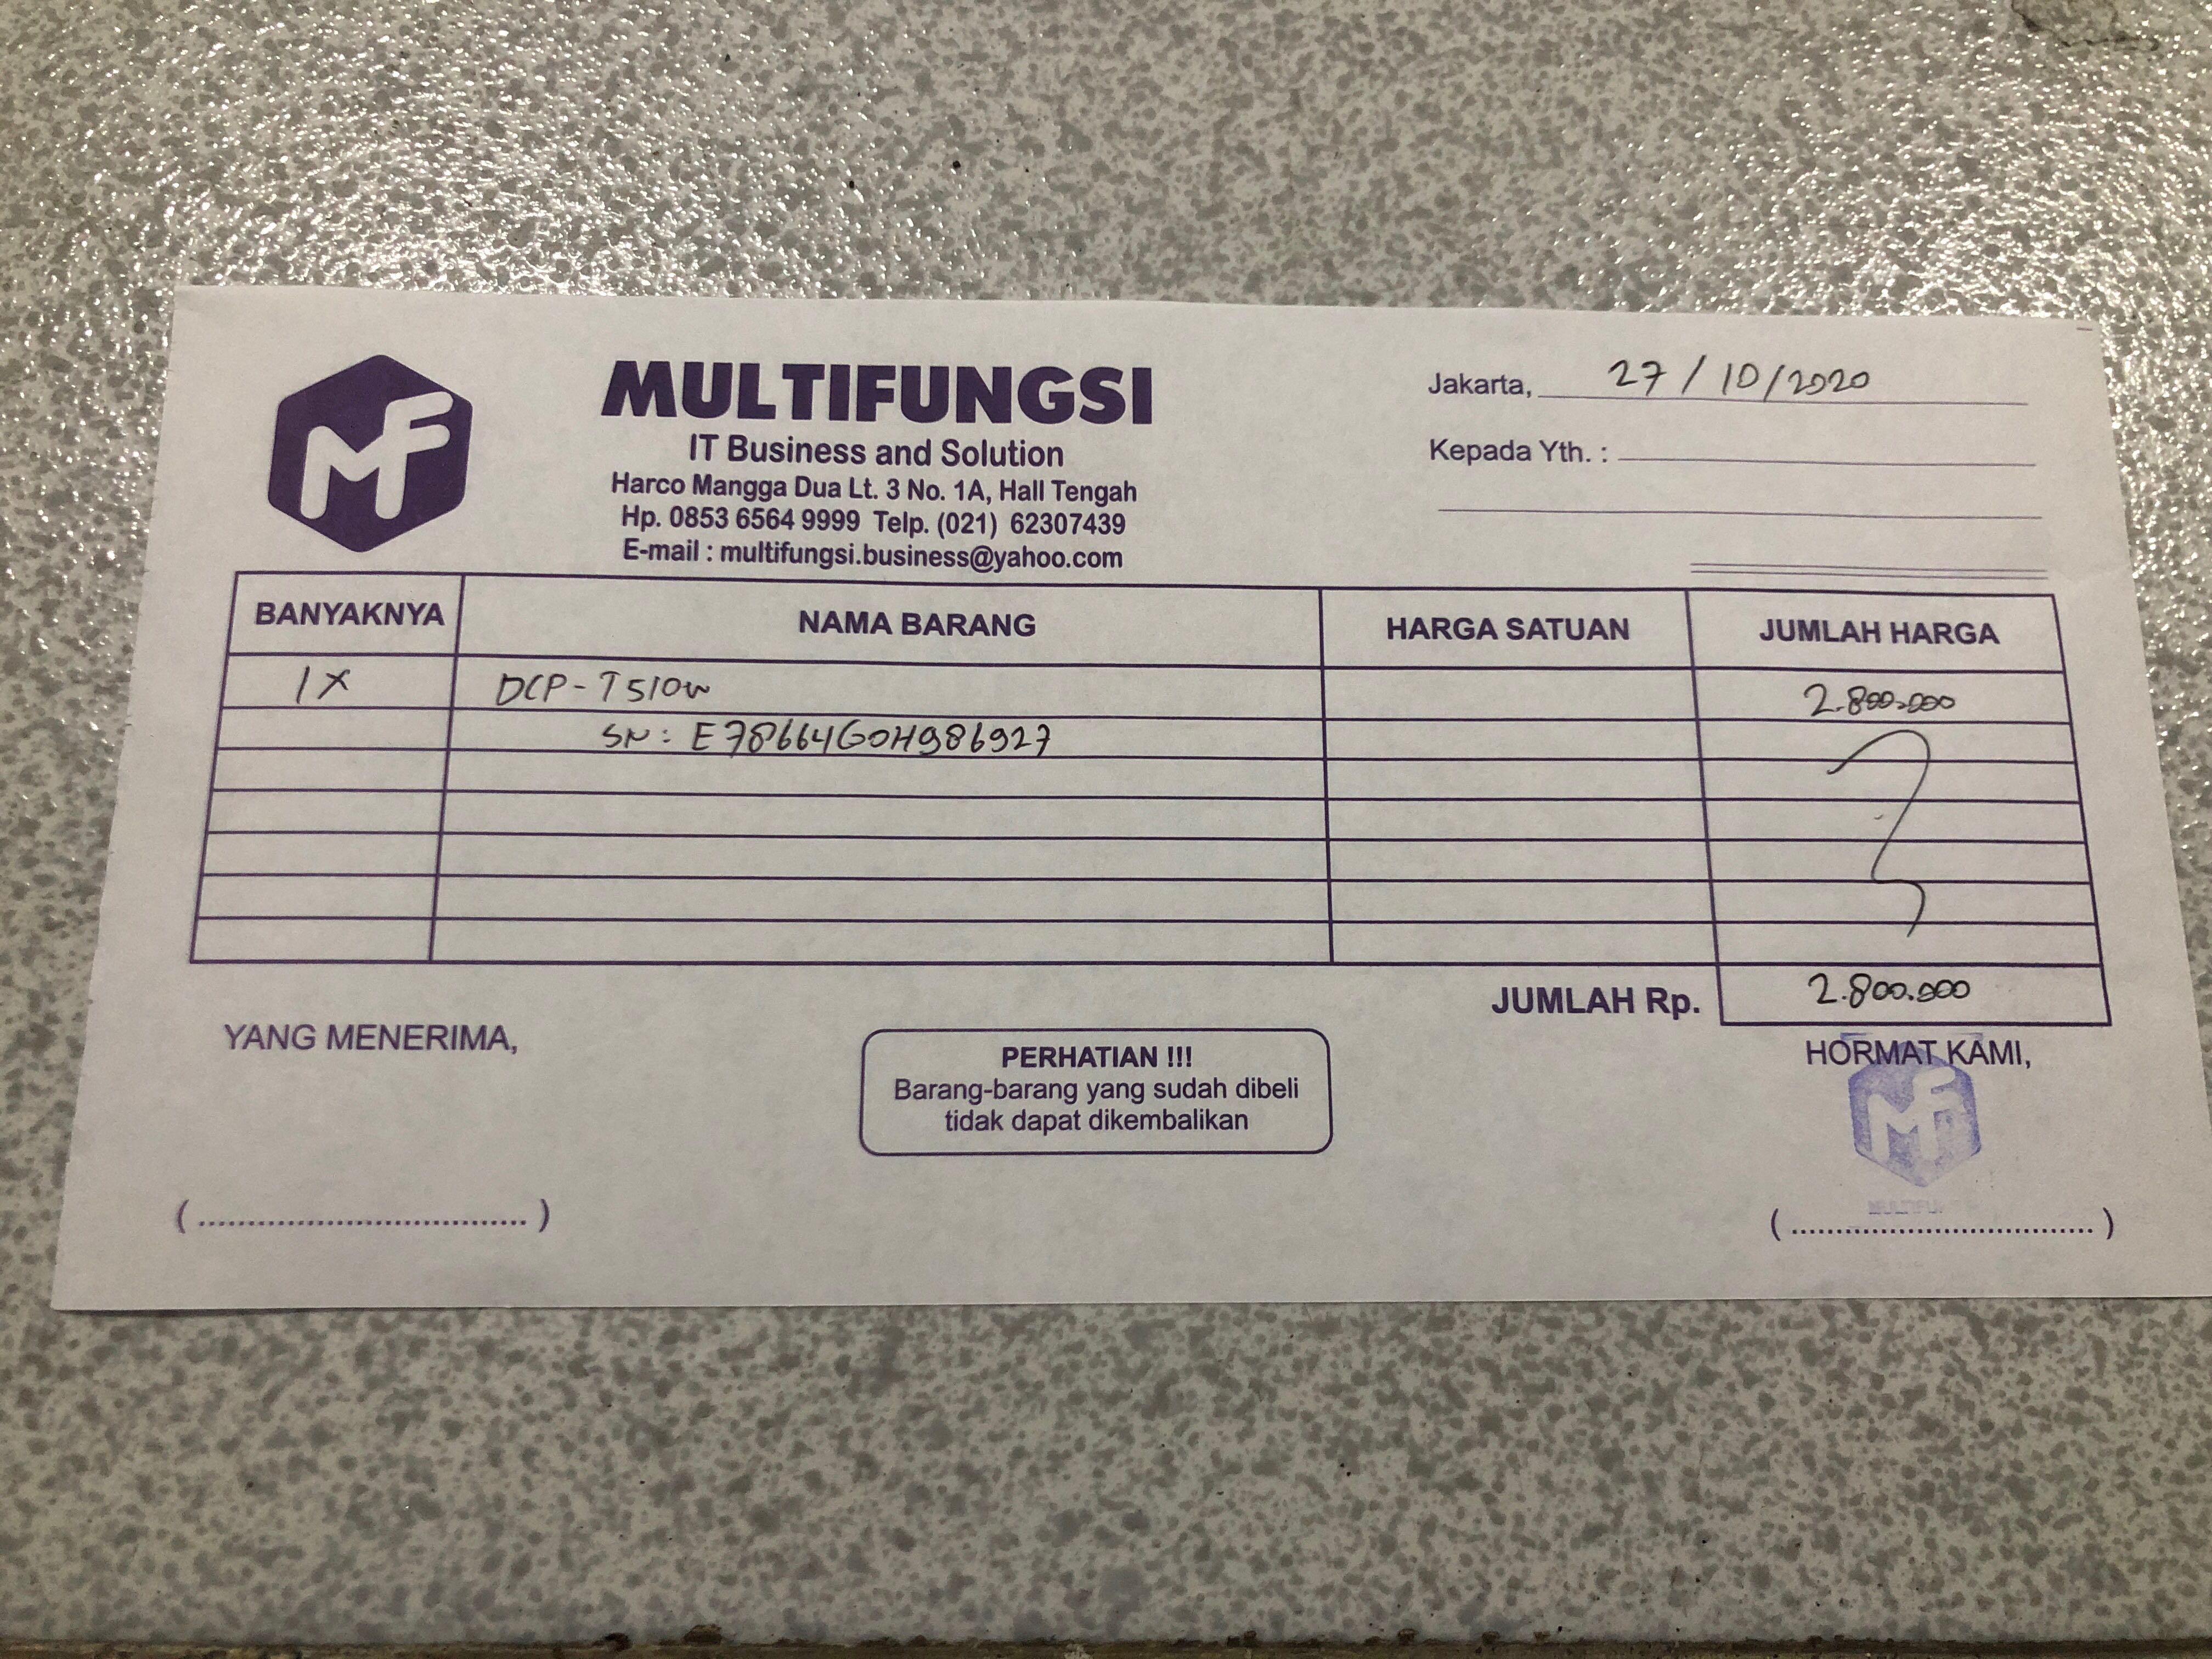 MF
MULTIFUNGSI
IT Business and Solution
Harco Mangga Dua Lt. 3 No. 1A, Hall Tengah
Hp. 0853 6564 9999 Telp. (021) 62307439
E-mail : multifungsi.business@yahoo.com
Jakarta, 27/10/2020
Kepada Yth. :
BANYAKNYA NAMA BARANG HARGA SATUAN JUMLAH HARGA
1X DCP-T510W 2.800.000
SN: E78664G0H986927
JUMLAH Rp. 2.800.000
YANG MENERIMA,
PERHATIAN !!!
Barang-barang yang sudah dibeli
tidak dapat dikembalikan
HORMAT KAMI,
MF
(..................................)
(..................................)